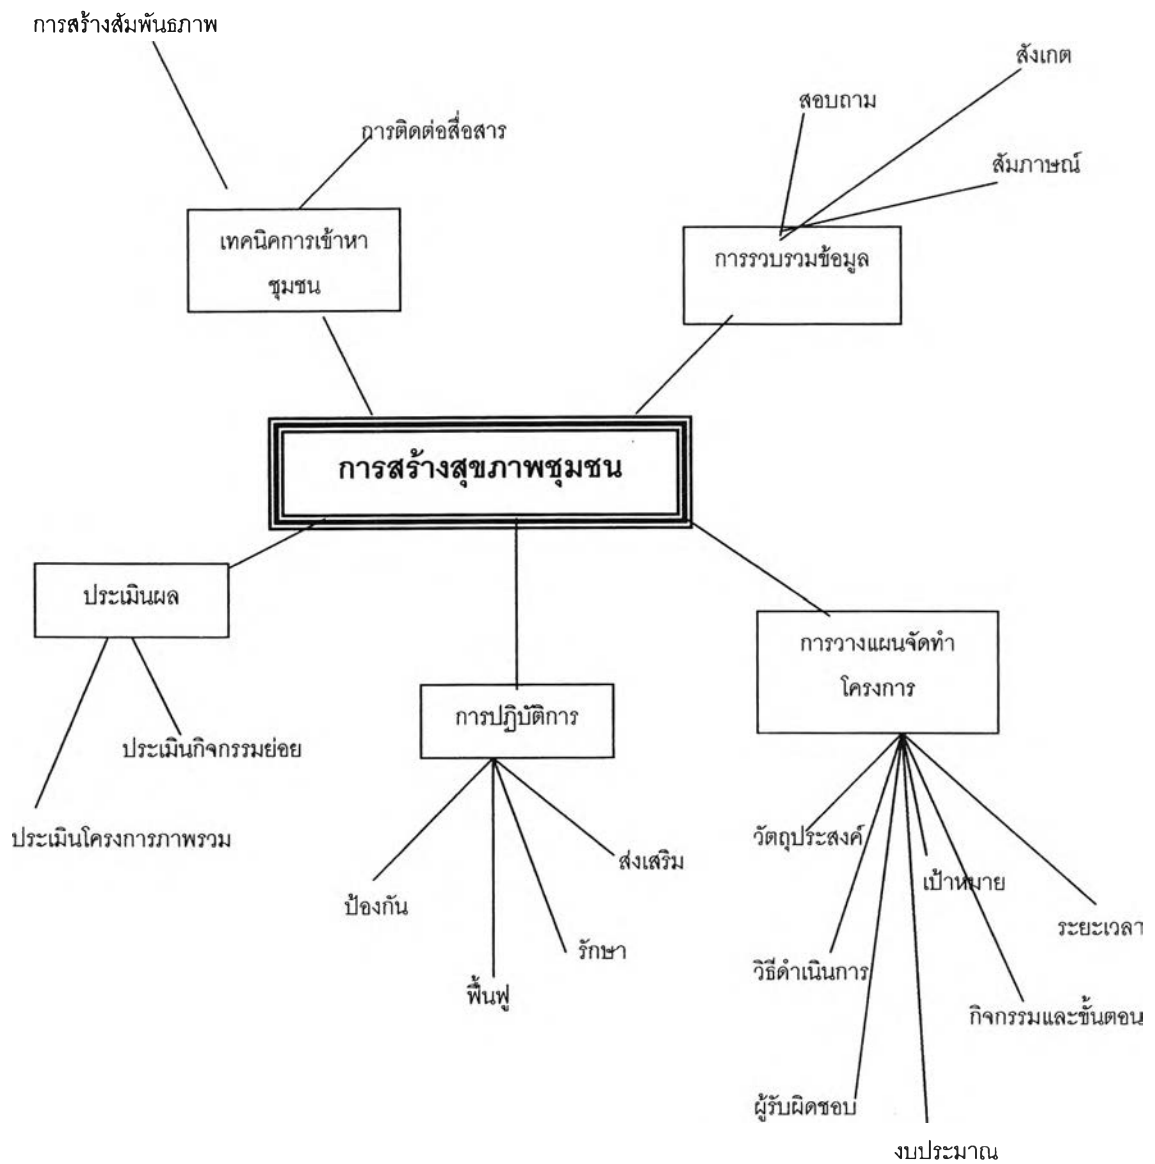 การสร้างสัมพันธภาพ
สังเกต
สอบถาม
การติดต่อสื่อสาร
สัมภาษณ์
เทคนิคการเข้าหา
ชุมชน
การรวบรวมข้อมูล
การสร้างสุขภาพชุมชน
ประเมินผล
การวางแผนจัดทำ
โครงการ
การปฏิบัติการ
ประเมินกิจกรรมย่อย
ประเมินโครงการภาพรวม
วัตถุประสงค์
ส่งเสริม
เป้าหมาย
ป้องกัน
ระยะเวลา
รักษา
วิธีดำเนินการ
ฟื้นฟู
กิจกรรมและขั้นตอน
ผู้รับผิดชอบ
งบประมาณ